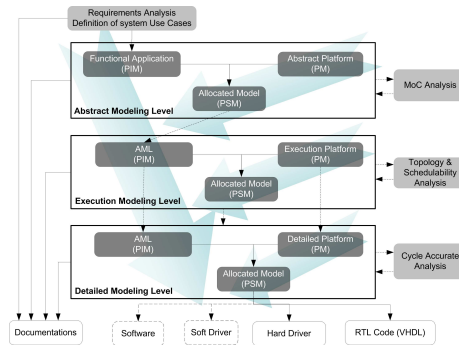 Requirements Analysis
Definition of system Use Cases
Functional Application
(PIM)
Abstract Platform
(PM)
Allocated Model
(PSM)
Abstract Modeling Level
MoC Analysis
AML
(PIM)
Execution Platform
(PM)
Allocated Model
(PSM)
Execution Modeling Level
Topology &
Schedulability
Analysis
AML
(PIM)
Detailed Platform
(PM)
Allocated Model
(PSM)
Detailed Modeling Level
Cycle Accurate
Analysis
Documentations
Software
Soft Driver
Hard Driver
RTL Code (VHDL)